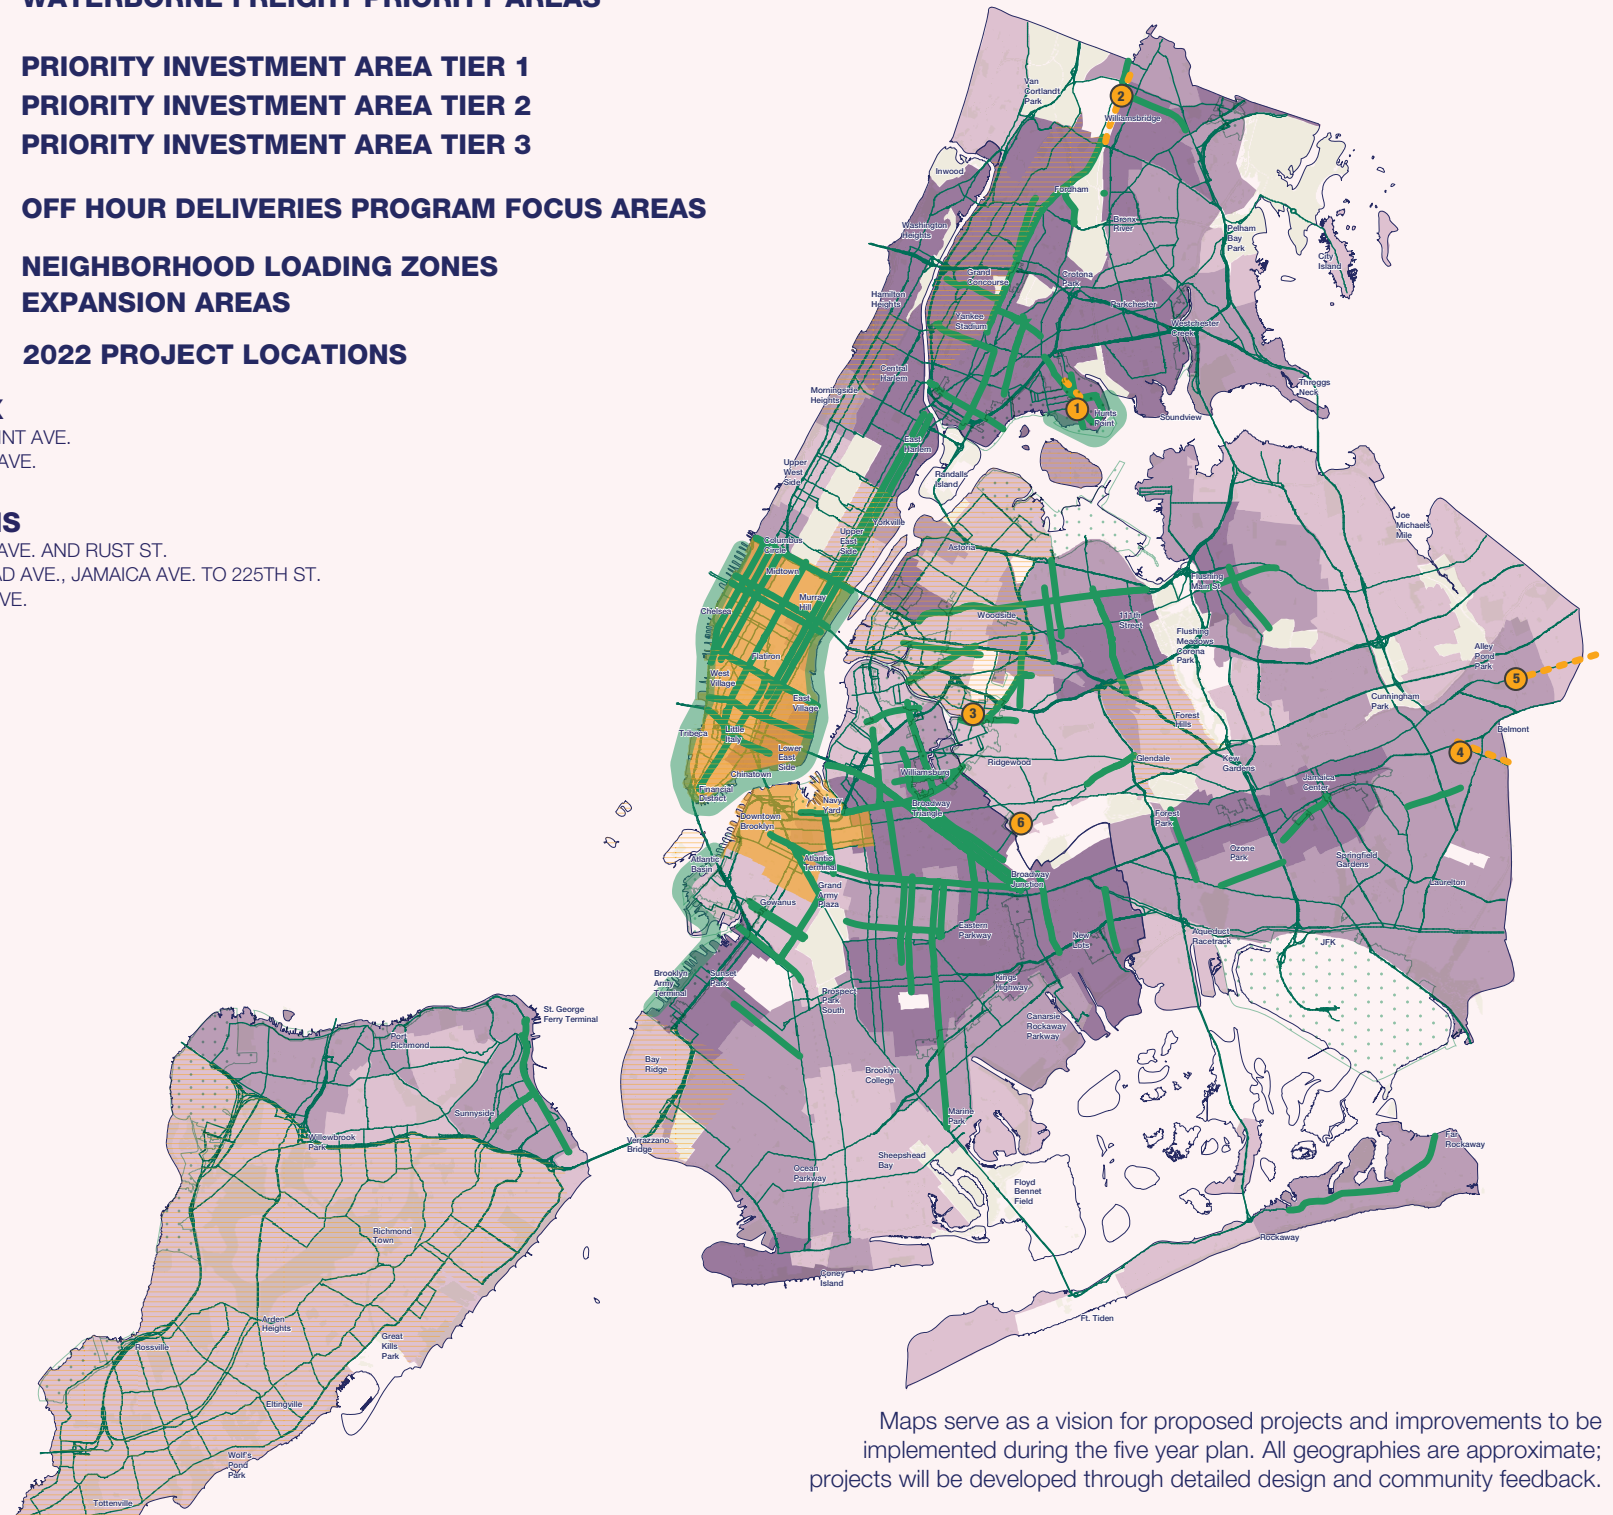 WATERBORNE FREIGHT PRIORITY AREAS
PRIORITY INVESTMENT AREA TIER 1
PRIORITY INVESTMENT AREA TIER 2
PRIORITY INVESTMENT AREA TIER 3
OFF HOUR DELIVERIES PROGRAM FOCUS AREAS
NEIGHBORHOOD LOADING ZONES
EXPANSION AREAS
2022 PROJECT LOCATIONS
X
INT AVE.
AVE.
NS
AVE. AND RUST ST.
AD AVE., JAMAICA AVE. TO 225TH ST.
VE.
Van
Cortlandt
Park
2
Williamsbridge
Inwood
Fordham
Washington
Heights
Bronx
River
Pelham
Bay
Park
City
Island
Grand
Concourse
Crotona
Park
Hamilton
Heights
Parkchester
Yankee
Stadium
Westchester
Creek
Central
Harlem
Morningside
Heights
Throggs
Neck
1
Hunts
Point
Soundview
East
Harlem
Upper
West
Side
Randalls
Island
Joe
Michaels
Mile
Yorkville
Upper
East
Side
Columbus
Circle
Astoria
Midtown
Flushing
Main St
Murray
Hill
Chelsea
Woodside
111th
Street
Flushing
Meadows
Corona
Park
Flatiron
Alley
Pond
Park
West
Village
5
East
Village
Cunningham
Park
3
Forest
Hills
Tribeca
Little
Italy
Belmont
Lower
East
Side
4
Ridgewood
Glendale
Kew
Gardens
Chinatown
Williamsburg
Jamaica
Center
Financial
District
Navy
Yard
Broadway
Triangle
Downtown
Brooklyn
6
Forest
Park
Ozone
Park
Springfield
Gardens
Atlantic
Basin
Atlantic
Terminal
Broadway
Junction
Laurelton
Grand
Army
Plaza
Gowanus
Eastern
Parkway
New
Lots
Aqueduct
Racetrack
JFK
Brooklyn
Army
Terminal
Sunset
Park
Kings
Highway
Prospect
Park
South
St. George
Ferry Terminal
Canarsie
Rockaway
Parkway
Port
Richmond
Bay
Ridge
Brooklyn
College
Sunnyside
Marine
Park
Willowbrook
Park
Verrazzano
Bridge
Far
Rockaway
Sheepshead
Bay
Ocean
Parkway
Floyd
Bennet
Field
Richmond
Town
Rockaway
Coney
Island
Arden
Heights
Ft. Tiden
Great
Kills
Park
Rossville
Eltingville
Wolf's
Pond
Park
Tottenville
Maps serve as a vision for proposed projects and improvements to be
implemented during the five year plan. All geographies are approximate;
projects will be developed through detailed design and community feedback.